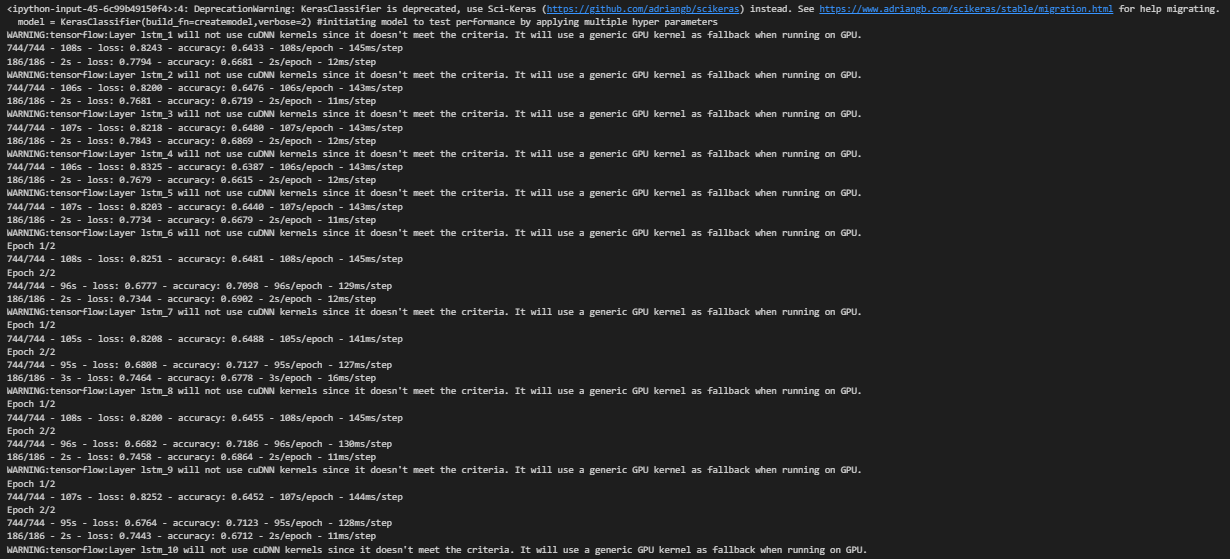 <ipython-input-45-6c99b49150f4>:4: DeprecationWarning: KerasClassifier is deprecated, use Sci-Keras (https://github.com/adriangb/scikeras) instead. See https://www.adriangb.com/scikeras/stable/migration.html for help migrating.
model = KerasClassifier(build_fn=createmodel,verbose=2) #initiating model to test performance by applying multiple hyper parameters
WARNING:tensorflow:Layer lstm_1 will not use cuDNN kernels since it doesn't meet the criteria. It will use a generic GPU kernel as fallback when running on GPU.
744/744 - 108s - loss: 0.8243 - accuracy: 0.6433 - 108s/epoch - 145ms/step
186/186 - 2s - loss: 0.7794 - accuracy: 0.6681 - 2s/epoch - 12ms/step
WARNING:tensorflow:Layer lstm_2 will not use cuDNN kernels since it doesn't meet the criteria. It will use a generic GPU kernel as fallback when running on GPU.
744/744 - 106s - loss: 0.8200 - accuracy: 0.6476 - 106s/epoch - 143ms/step
186/186 - 2s - loss: 0.7681 - accuracy: 0.6719 - 2s/epoch - 11ms/step
WARNING:tensorflow:Layer lstm_3 will not use cuDNN kernels since it doesn't meet the criteria. It will use a generic GPU kernel as fallback when running on GPU.
744/744 - 107s - loss: 0.8218 - accuracy: 0.6480 - 107s/epoch - 143ms/step
186/186 - 2s - loss: 0.7843 - accuracy: 0.6869 - 2s/epoch - 12ms/step
WARNING:tensorflow:Layer lstm_4 will not use cuDNN kernels since it doesn't meet the criteria. It will use a generic GPU kernel as fallback when running on GPU.
744/744 - 106s - loss: 0.8325 - accuracy: 0.6387 - 106s/epoch - 143ms/step
186/186 - 2s - loss: 0.7679 - accuracy: 0.6615 - 2s/epoch - 12ms/step
WARNING:tensorflow:Layer lstm_5 will not use cuDNN kernels since it doesn't meet the criteria. It will use a generic GPU kernel as fallback when running on GPU.
744/744 - 107s - loss: 0.8203 - accuracy: 0.6440 - 107s/epoch - 143ms/step
186/186 - 2s - loss: 0.7734 - accuracy: 0.6679 - 2s/epoch - 11ms/step
WARNING:tensorflow:Layer lstm_6 will not use cuDNN kernels since it doesn't meet the criteria. It will use a generic GPU kernel as fallback when running on GPU.
Epoch 1/2
744/744 - 108s - loss: 0.8251 - accuracy: 0.6481 - 108s/epoch - 145ms/step
Epoch 2/2
744/744 - 96s - loss: 0.6777 - accuracy: 0.7098 - 96s/epoch - 129ms/step
186/186 - 2s - loss: 0.7344 - accuracy: 0.6902 - 2s/epoch - 12ms/step
WARNING:tensorflow:Layer lstm_7 will not use cuDNN kernels since it doesn't meet the criteria. It will use a generic GPU kernel as fallback when running on GPU.
Epoch 1/2
744/744 - 105s - loss: 0.8208 - accuracy: 0.6488 - 105s/epoch - 141ms/step
Epoch 2/2
744/744 - 95s - loss: 0.6808 - accuracy: 0.7127 - 95s/epoch - 127ms/step
186/186 - 3s - loss: 0.7464 - accuracy: 0.6778 - 3s/epoch - 16ms/step
WARNING:tensorflow:Layer lstm_8 will not use cuDNN kernels since it doesn't meet the criteria. It will use a generic GPU kernel as fallback when running on GPU.
Epoch 1/2
744/744 - 108s - loss: 0.8200 - accuracy: 0.6455 - 108s/epoch - 145ms/step
Epoch 2/2
744/744 - 96s - loss: 0.6682 - accuracy: 0.7186 - 96s/epoch - 130ms/step
186/186 - 2s - loss: 0.7458 - accuracy: 0.6864 - 2s/epoch - 11ms/step
WARNING:tensorflow:Layer lstm_9 will not use cuDNN kernels since it doesn't meet the criteria. It will use a generic GPU kernel as fallback when running on GPU.
Epoch 1/2
744/744 - 107s - loss: 0.8252 - accuracy: 0.6452 - 107s/epoch - 144ms/step
Epoch 2/2
744/744 - 95s - loss: 0.6764 - accuracy: 0.7123 - 95s/epoch - 128ms/step
186/186 - 2s - loss: 0.7443 - accuracy: 0.6712 - 2s/epoch - 11ms/step
WARNING:tensorflow:Layer lstm_10 will not use cuDNN kernels since it doesn't meet the criteria. It will use a generic GPU kernel as fallback when running on GPU.